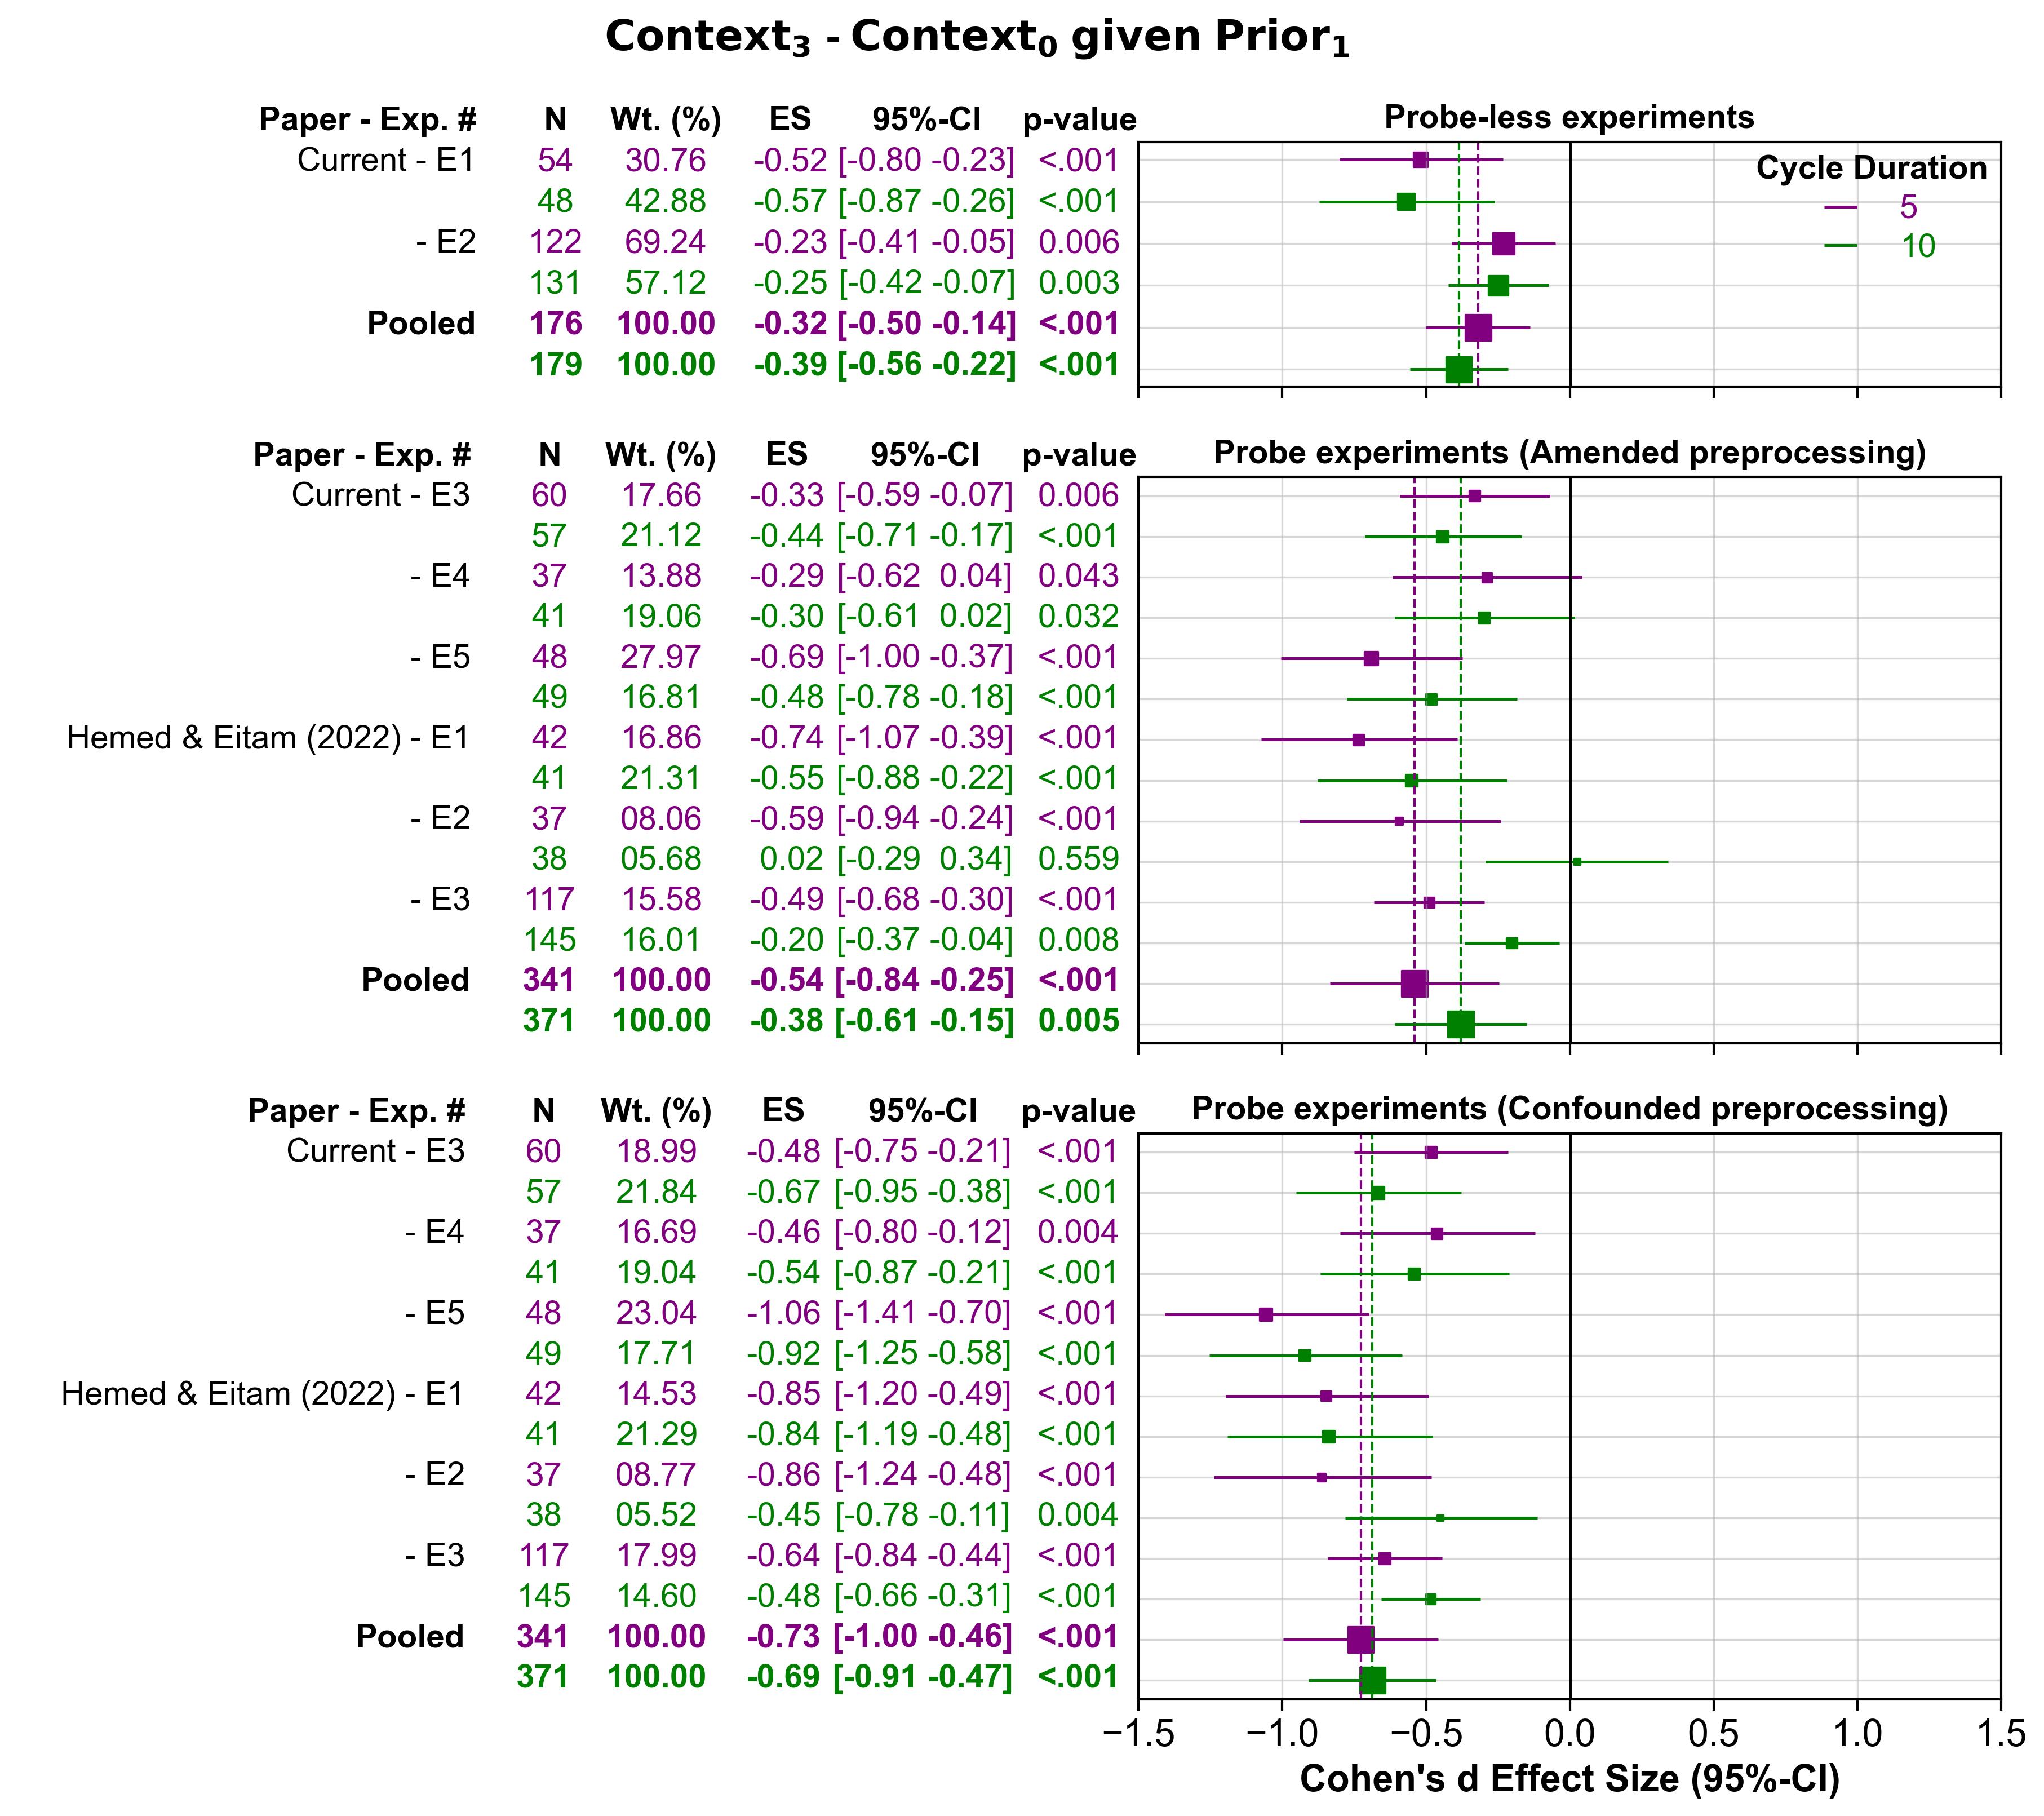 Context₃ - Context₀ given Prior₁
Paper - Exp. # N Wt. (%) ES 95%-CI p-value Probe-less experiments
Current - E1 54 30.76 -0.52 [-0.80 -0.23] <.001
48 42.88 -0.57 [-0.87 -0.26] <.001
- E2 122 69.24 -0.23 [-0.41 -0.05] 0.006
131 57.12 -0.25 [-0.42 -0.07] 0.003
Pooled 176 100.00 -0.32 [-0.50 -0.14] <.001
179 100.00 -0.39 [-0.56 -0.22] <.001
Cycle Duration
5
10
Paper - Exp. # N Wt. (%) ES 95%-CI p-value Probe experiments (Amended preprocessing)
Current - E3 60 17.66 -0.33 [-0.59 -0.07] 0.006
57 21.12 -0.44 [-0.71 -0.17] <.001
- E4 37 13.88 -0.29 [-0.62 0.04] 0.043
41 19.06 -0.30 [-0.61 0.02] 0.032
- E5 48 27.97 -0.69 [-1.00 -0.37] <.001
49 16.81 -0.48 [-0.78 -0.18] <.001
Hemed & Eitam (2022) - E1 42 16.86 -0.74 [-1.07 -0.39] <.001
41 21.31 -0.55 [-0.88 -0.22] <.001
- E2 37 08.06 -0.59 [-0.94 -0.24] <.001
38 05.68 0.02 [-0.29 0.34] 0.559
- E3 117 15.58 -0.49 [-0.68 -0.30] <.001
145 16.01 -0.20 [-0.37 -0.04] 0.008
Pooled 341 100.00 -0.54 [-0.84 -0.25] <.001
371 100.00 -0.38 [-0.61 -0.15] 0.005
Paper - Exp. # N Wt. (%) ES 95%-CI p-value Probe experiments (Confounded preprocessing)
Current - E3 60 18.99 -0.48 [-0.75 -0.21] <.001
57 21.84 -0.67 [-0.95 -0.38] <.001
- E4 37 16.69 -0.46 [-0.80 -0.12] 0.004
41 19.04 -0.54 [-0.87 -0.21] <.001
- E5 48 23.04 -1.06 [-1.41 -0.70] <.001
49 17.71 -0.92 [-1.25 -0.58] <.001
Hemed & Eitam (2022) - E1 42 14.53 -0.85 [-1.20 -0.49] <.001
41 21.29 -0.84 [-1.19 -0.48] <.001
- E2 37 08.77 -0.86 [-1.24 -0.48] <.001
38 05.52 -0.45 [-0.78 -0.11] 0.004
- E3 117 17.99 -0.64 [-0.84 -0.44] <.001
145 14.60 -0.48 [-0.66 -0.31] <.001
Pooled 341 100.00 -0.73 [-1.00 -0.46] <.001
371 100.00 -0.69 [-0.91 -0.47] <.001
−1.5 −1.0 −0.5 0.0 0.5 1.0 1.5
Cohen's d Effect Size (95%-CI)